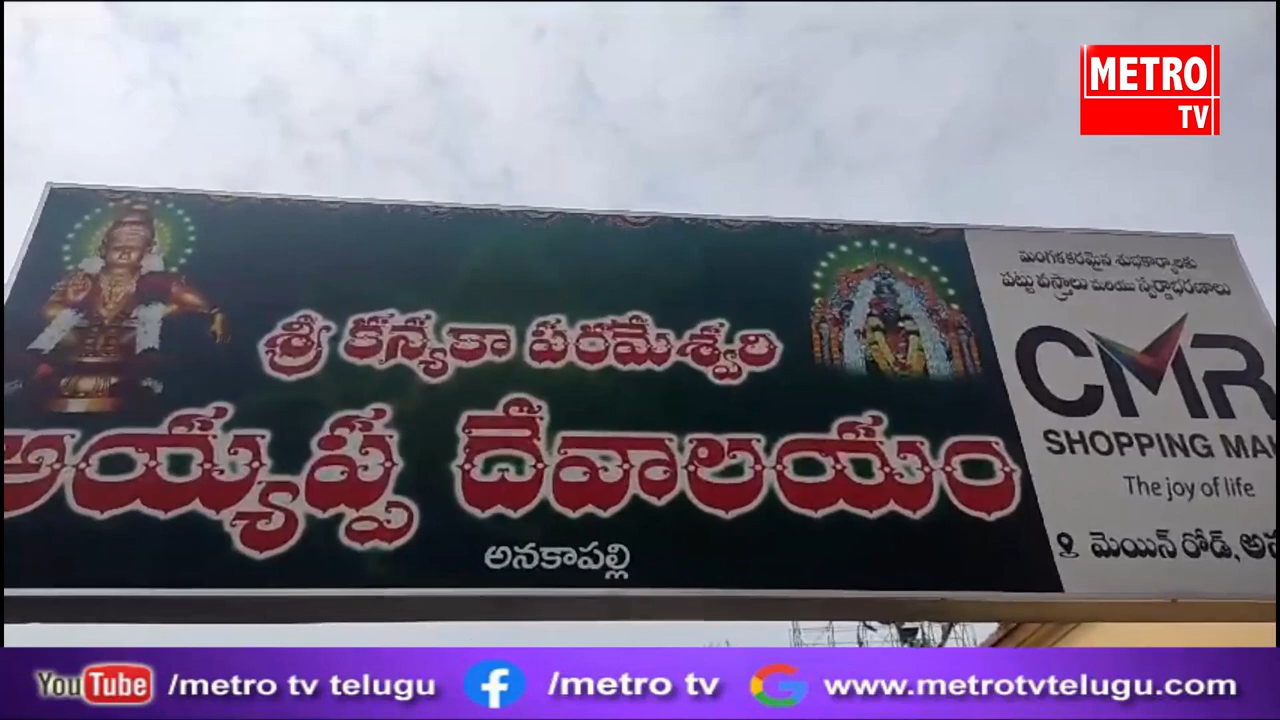 METRO
TV
శ్రీ కన్యకా పరమేశ్వరి
అయ్యప్ప దేవాలయం
అనకాపల్లి
మంగళకరమైన శుభకార్యాలకు
పట్టు వస్త్రాలు మరియు స్వర్ణాభరణాలు
CMR
SHOPPING
The joy of life
మెయిన్ రోడ్,
YouTube /metro tv telugu f /metro tv G www.metrotvtelugu.com